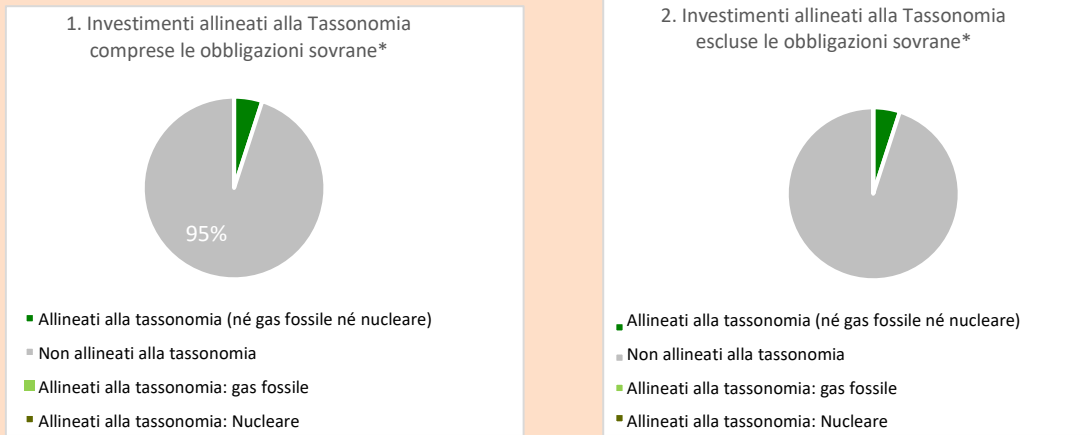 1. Investimenti allineati alla Tassonomia
comprese le obbligazioni sovrane*
95%
Allineati alla tassonomia (né gas fossile né nucleare)
Non allineati alla tassonomia
Allineati alla tassonomia: gas fossile
Allineati alla tassonomia: Nucleare
2. Investimenti allineati alla Tassonomia
escluse le obbligazioni sovrane*
Allineati alla tassonomia (né gas fossile né nucleare)
Non allineati alla tassonomia
Allineati alla tassonomia: gas fossile
Allineati alla tassonomia: Nucleare